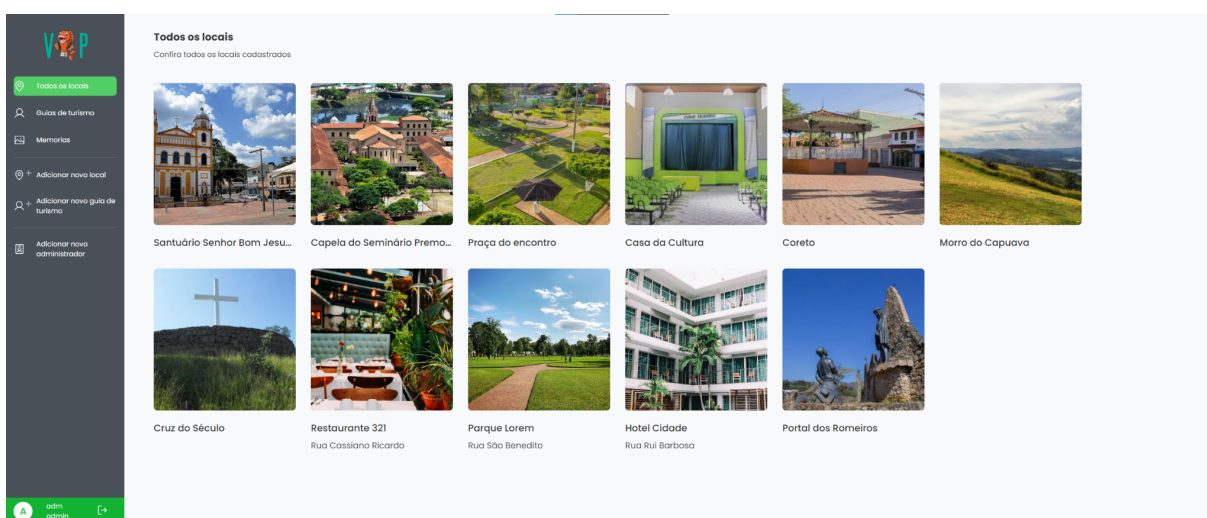 V P
Todos os locais
Guias de turismo
Memorias
Adicionar novo local
Adicionar novo guia de
turismo
Adicionar novo
administrador
A
adm
admin
Todos os locais
Confira todos os locais cadastrados
Santuário Senhor Bom Jesu...
Capela do Seminário Premo...
Praça do encontro
Casa da Cultura
Coreto
Morro do Capuava
Cruz do Século
Restaurante 321
Rua Cassiano Ricardo
Parque Lorem
Rua São Benedito
Hotel Cidade
Rua Rui Barbosa
Portal dos Romeiros